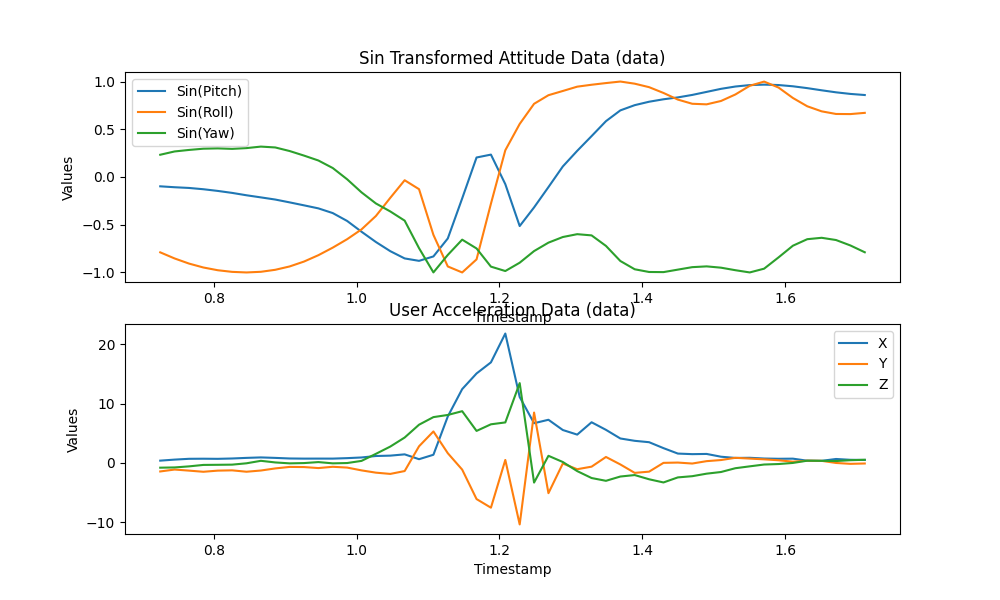 Sin Transformed Attitude Data (data)
1.0
0.5
0.0
−0.5
−1.0
Values
Sin(Pitch)
Sin(Roll)
Sin(Yaw)
0.8 1.0 1.2 1.4 1.6
Timestamp
User Acceleration Data (data)
20
10
0
−10
Values
X
Y
Z
0.8 1.0 1.2 1.4 1.6
Timestamp